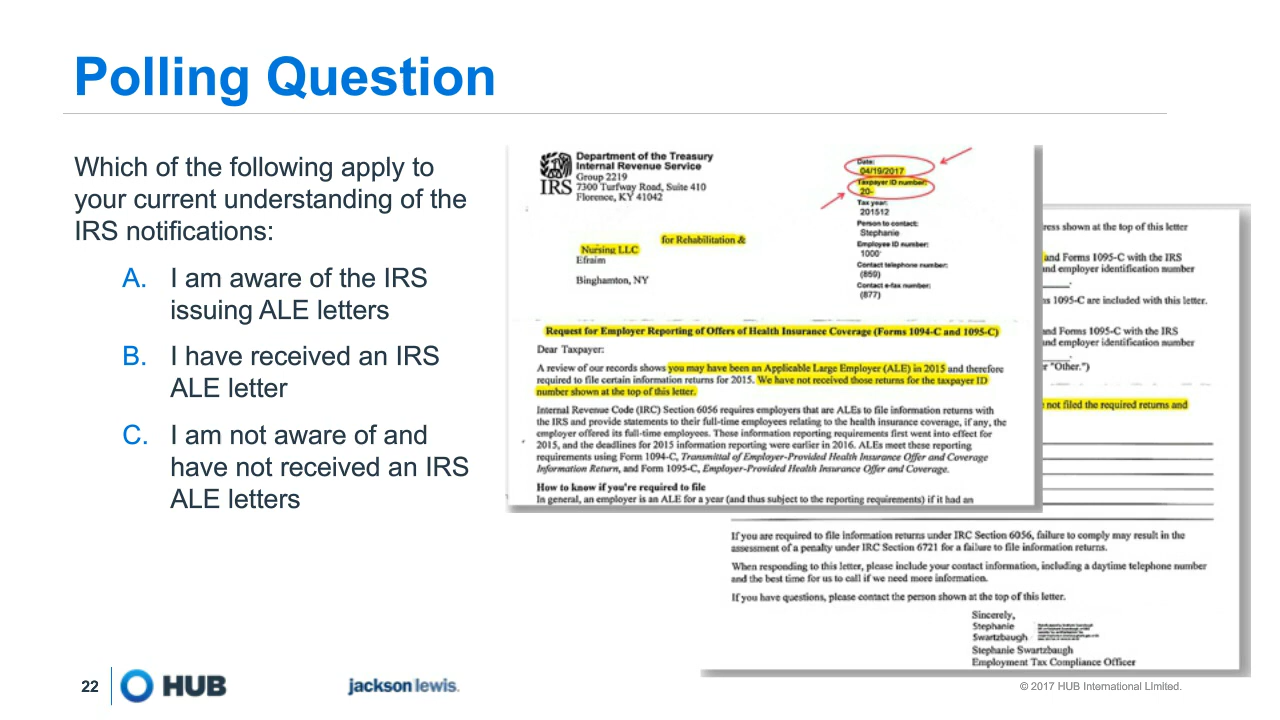 Polling Question
Which of the following apply to
your current understanding of the
IRS notifications:
A. I am aware of the IRS
issuing ALE letters
B. I have received an IRS
ALE letter
C. I am not aware of and
have not received an IRS
ALE letters
Department of the Treasury
Internal Revenue Service
Group 2219
7300 Turfway Road, Suite 410
Florence, KY 41042
IRS
Date:
04/19/2017
Taxpayer ID number:
20-
Tax year:
201512
Person to contact:
Stephanie
Employee ID number:
1000
Contact telephone number:
(859)
Contact e-fax number:
(877)
for Rehabilitation &
Nursing LLC
Efraim
Binghamton, NY
Request for Employer Reporting of Offers of Health Insurance Coverage (Forms 1094-C and 1095-C)
Dear Taxpayer:
A review of our records shows you may have been an Applicable Large Employer (ALE) in 2015 and therefore
required to file certain information returns for 2015. We have not received those returns for the taxpayer ID
number shown at the top of this letter.
Internal Revenue Code (IRC) Section 6056 requires employers that are ALEs to file information returns with
the IRS and provide statements to their full-time employees relating to the health insurance coverage, if any, the
employer offered its full-time employees. These information reporting requirements first went into effect for
2015, and the deadlines for 2015 information reporting were earlier in 2016. ALEs meet these reporting
requirements using Form 1094-C, Transmittal of Employer-Provided Health Insurance Offer and Coverage
Information Return, and Form 1095-C, Employer-Provided Health Insurance Offer and Coverage.
How to know if you're required to file
In general, an employer is an ALE for a year (and thus subject to the reporting requirements) if it had an
ress shown at the top of this letter
and Forms 1095-C with the IRS
nd employer identification number
ns 1095-C are included with this letter.
nd Forms 1095-C with the IRS
nd employer identification number
r "Other.")
not filed the required returns and
If you are required to file information returns under IRC Section 6056, failure to comply may result in the
assessment of a penalty under IRC Section 6721 for a failure to file information returns.
When responding to this letter, please include your contact information, including a daytime telephone number
and the best time for us to call if we need more information.
If you have questions, please contact the person shown at the top of this letter.
Sincerely,
Stephanie
Swartzbaugh
Stephanie Swartzbaugh
Employment Tax Compliance Officer
22
HUB
jackson lewis.
© 2017 HUB International Limited.